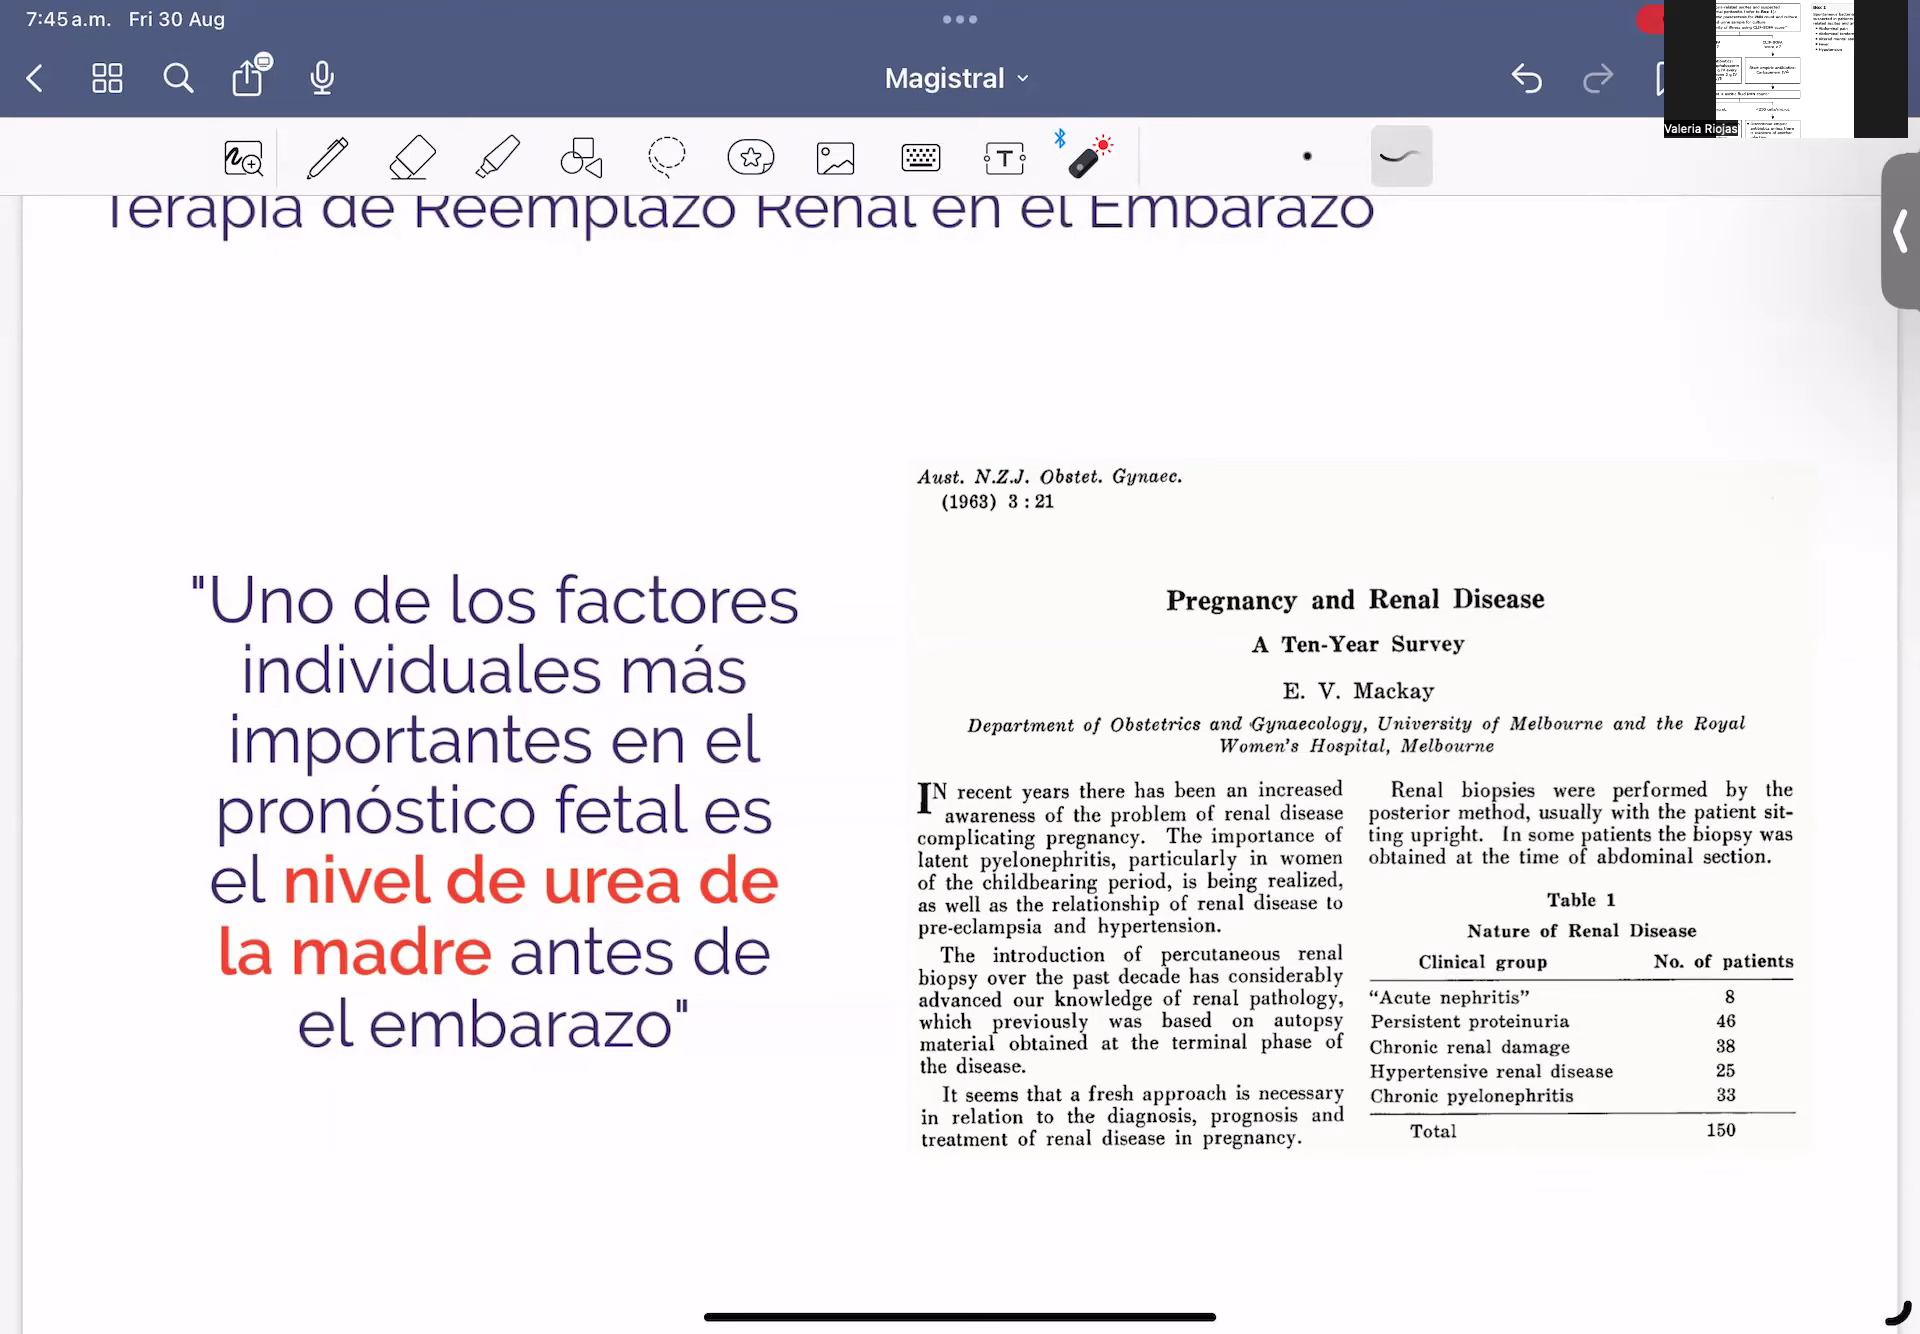 7:45 a.m. Fri 30 Aug
Magistral
Valeria Riojas
Box 1
Terapia de Reemplazo Renal en el Embarazo
"Uno de los factores
individuales más
importantes en el
pronóstico fetal es
el nivel de urea de
la madre antes de
el embarazo"
Aust. N.Z.J. Obstet. Gynaec.
(1963) 3 : 21
Pregnancy and Renal Disease
A Ten-Year Survey
E. V. Mackay
Department of Obstetrics and Gynaecology, University of Melbourne and the Royal
Women's Hospital, Melbourne
IN recent years there has been an increased
awareness of the problem of renal disease
complicating pregnancy. The importance of
latent pyelonephritis, particularly in women
of the childbearing period, is being realized,
as well as the relationship of renal disease to
pre-eclampsia and hypertension.
The introduction of percutaneous renal
biopsy over the past decade has considerably
advanced our knowledge of renal pathology,
which previously was based on autopsy
material obtained at the terminal phase of
the disease.
It seems that a fresh approach is necessary
in relation to the diagnosis, prognosis and
treatment of renal disease in pregnancy.
Renal biopsies were performed by the
posterior method, usually with the patient sit-
ting upright. In some patients the biopsy was
obtained at the time of abdominal section.
Table 1
Nature of Renal Disease
Clinical group No. of patients
"Acute nephritis" 8
Persistent proteinuria 46
Chronic renal damage 38
Hypertensive renal disease 25
Chronic pyelonephritis 33
Total 150